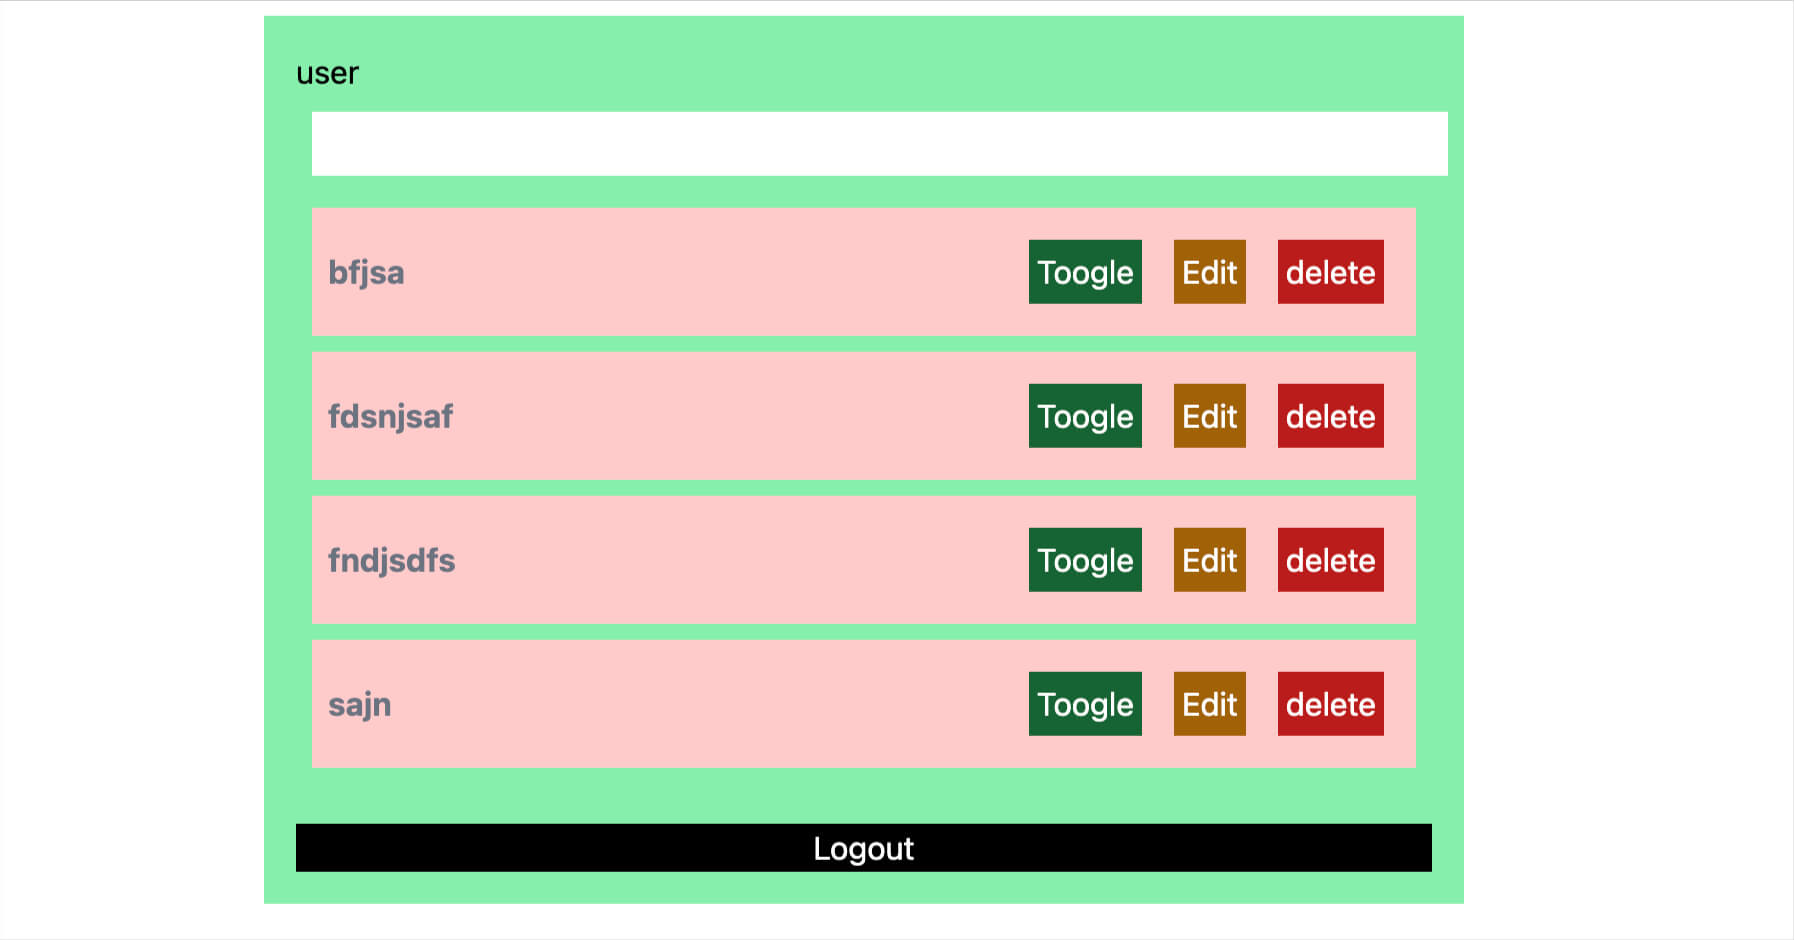 user
bfjsa Toogle Edit delete
fdsnjsaf Toogle Edit delete
fndjsdfs Toogle Edit delete
sajn Toogle Edit delete
Logout